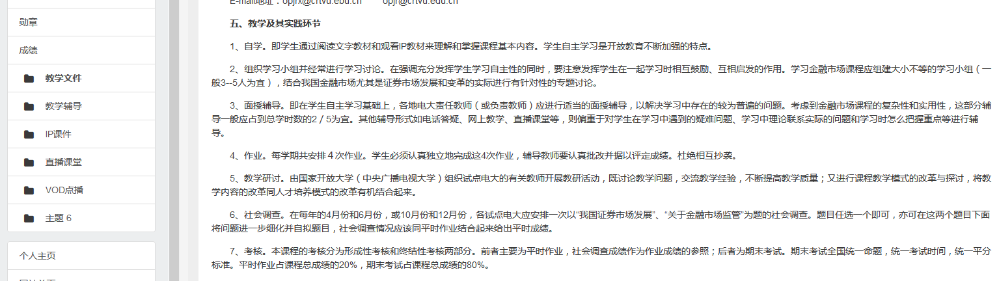 勋章
成绩
教学文件
教学辅导
IP课件
直播课堂
VOD点播
主题 6
个人主页
E-mail地址：opjrx@crtvu.ebu.cn opjr@crtvu.edu.cn
五、教学及其实践环节
1、自学。即学生通过阅读文字教材和观看IP教材来理解和掌握课程基本内容。学生自主学习是开放教育不断加强的特点。
2、组织学习小组并经常进行学习讨论。在强调充分发挥学生学习自主性的同时，要注意发挥学生在一起学习时相互鼓励、互相启发的作用。学习金融市场课程应组建大小不等的学习小组（一
般3--5人为宜），结合我国金融市场尤其是证券市场发展和变革的实际进行有针对性的专题讨论。
3、面授辅导。即在学生自主学习基础上，各地电大责任教师（或负责教师）应进行适当的面授辅导，以解决学习中存在的较为普遍的问题。考虑到金融市场课程的复杂性和实用性，这部分辅
导一般应占到总学时数的2／5为宜。其他辅导形式如电话答疑、网上教学、直播课堂等，则偏重于对学生在学习中遇到的疑难问题、学习中理论联系实际的问题和学习时怎么把握重点等进行辅
导。
4、作业。每学期共安排４次作业。学生必须认真独立地完成这4次作业，辅导教师要认真批改并据以评定成绩。杜绝相互抄袭。
5、教学研讨。由国家开放大学（中央广播电视大学）组织试点电大的有关教师开展教研活动，既讨论教学问题，交流教学经验，不断提高教学质量；又进行课程教学模式的改革与探讨，将教
学内容的改革同人才培养模式的改革有机结合起来。
6、社会调查。在每年的4月份和6月份，或10月份和12月份，各试点电大应安排一次以“我国证券市场发展”、“关于金融市场监管”为题的社会调查。题目任选一个即可，亦可在这两个题目下面
将问题进一步细化并自拟题目，社会调查情况应该同平时作业结合起来给出平时成绩。
7、考核。本课程的考核分为形成性考核和终结性考核两部分。前者主要为平时作业，社会调查成绩作为作业成绩的参照；后者为期末考试。期末考试全国统一命题，统一考试时间，统一平分
标准。平时作业占课程总成绩的20%，期末考试占课程总成绩的80%。